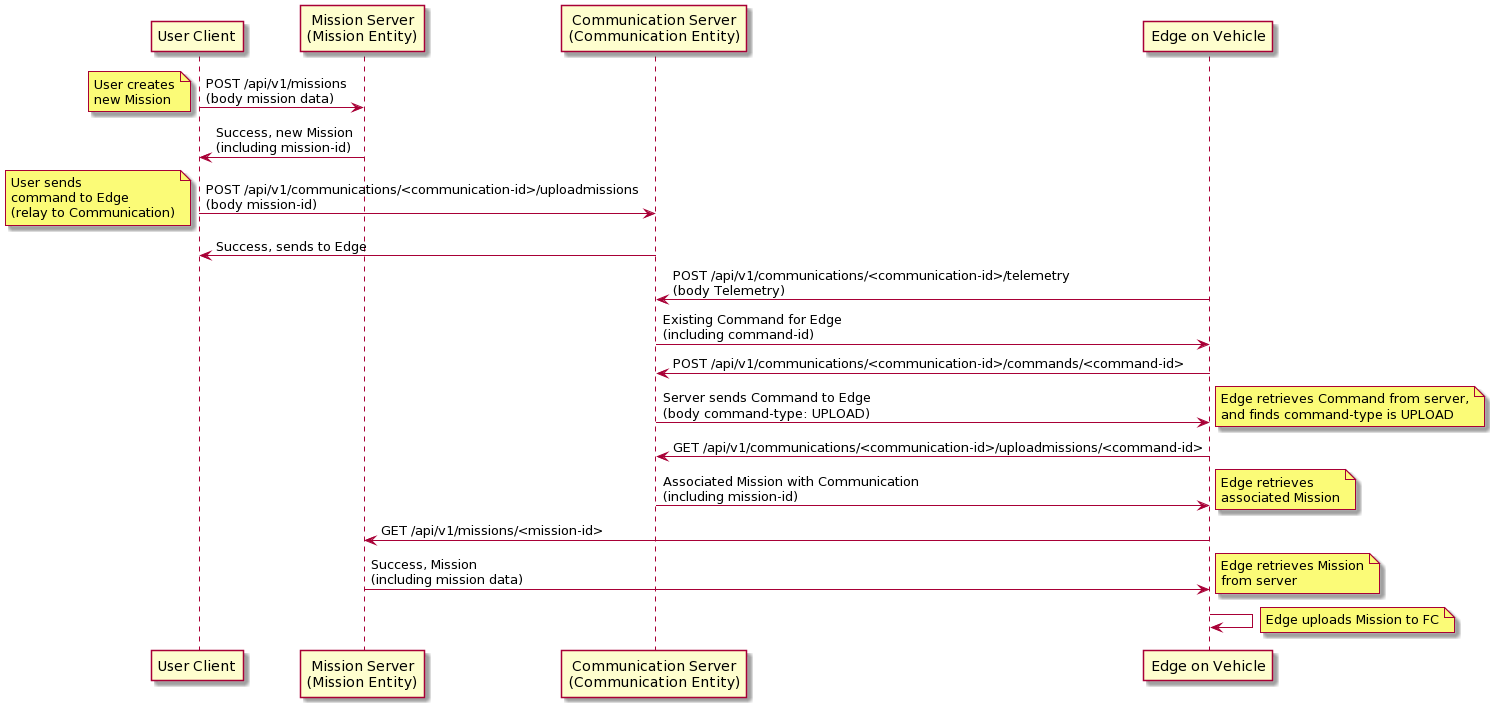 User Client
Mission Server
(Mission Entity)
Communication Server
(Communication Entity)
Edge on Vehicle
User creates
new Mission
POST /api/v1/missions
(body mission data)
Success, new Mission
(including mission-id)
User sends
command to Edge
(relay to Communication)
POST /api/v1/communications/<communication-id>/uploadmissions
(body mission-id)
Success, sends to Edge
POST /api/v1/communications/<communication-id>/telemetry
(body Telemetry)
Existing Command for Edge
(including command-id)
POST /api/v1/communications/<communication-id>/commands/<command-id>
Server sends Command to Edge
(body command-type: UPLOAD)
Edge retrieves Command from server,
and finds command-type is UPLOAD
GET /api/v1/communications/<communication-id>/uploadmissions/<command-id>
Associated Mission with Communication
(including mission-id)
Edge retrieves
associated Mission
GET /api/v1/missions/<mission-id>
Success, Mission
(including mission data)
Edge retrieves Mission
from server
Edge uploads Mission to FC
User Client
Mission Server
(Mission Entity)
Communication Server
(Communication Entity)
Edge on Vehicle